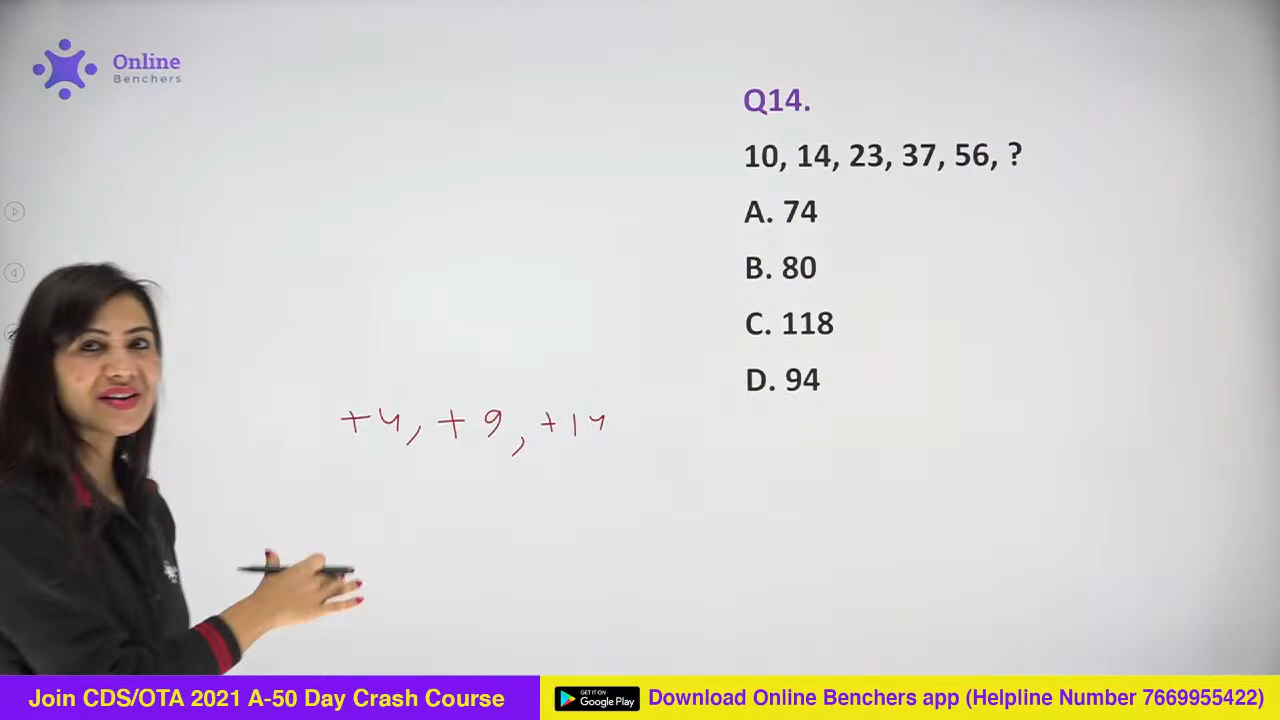 Online
Benchers
Q14.
10, 14, 23, 37, 56, ?
A. 74
B. 80
C. 118
D. 94
+4, +9, +14
Join CDS/OTA 2021 A-50 Day Crash Course
GET IT ON
Google Play
Download Online Benchers app (Helpline Number 7669955422)